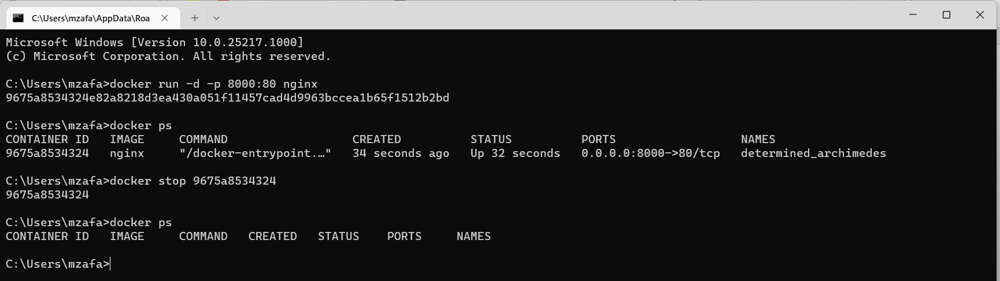 C:\Users\mzafa\AppData\Roa
Microsoft Windows [Version 10.0.25217.1000]
(c) Microsoft Corporation. All rights reserved.
C:\Users\mzafa>docker run -d -p 8000:80 nginx
9675a8534324e82a8218d3ea430a051f11457cad4d9963bccea1b65f1512b2bd
C:\Users\mzafa>docker ps
CONTAINER ID   IMAGE     COMMAND                  CREATED          STATUS          PORTS                  NAMES
9675a8534324   nginx     "/docker-entrypoint.…"   34 seconds ago   Up 32 seconds   0.0.0.0:8000->80/tcp   determined_archimedes
C:\Users\mzafa>docker stop 9675a8534324
9675a8534324
C:\Users\mzafa>docker ps
CONTAINER ID   IMAGE     COMMAND   CREATED   STATUS    PORTS     NAMES
C:\Users\mzafa>